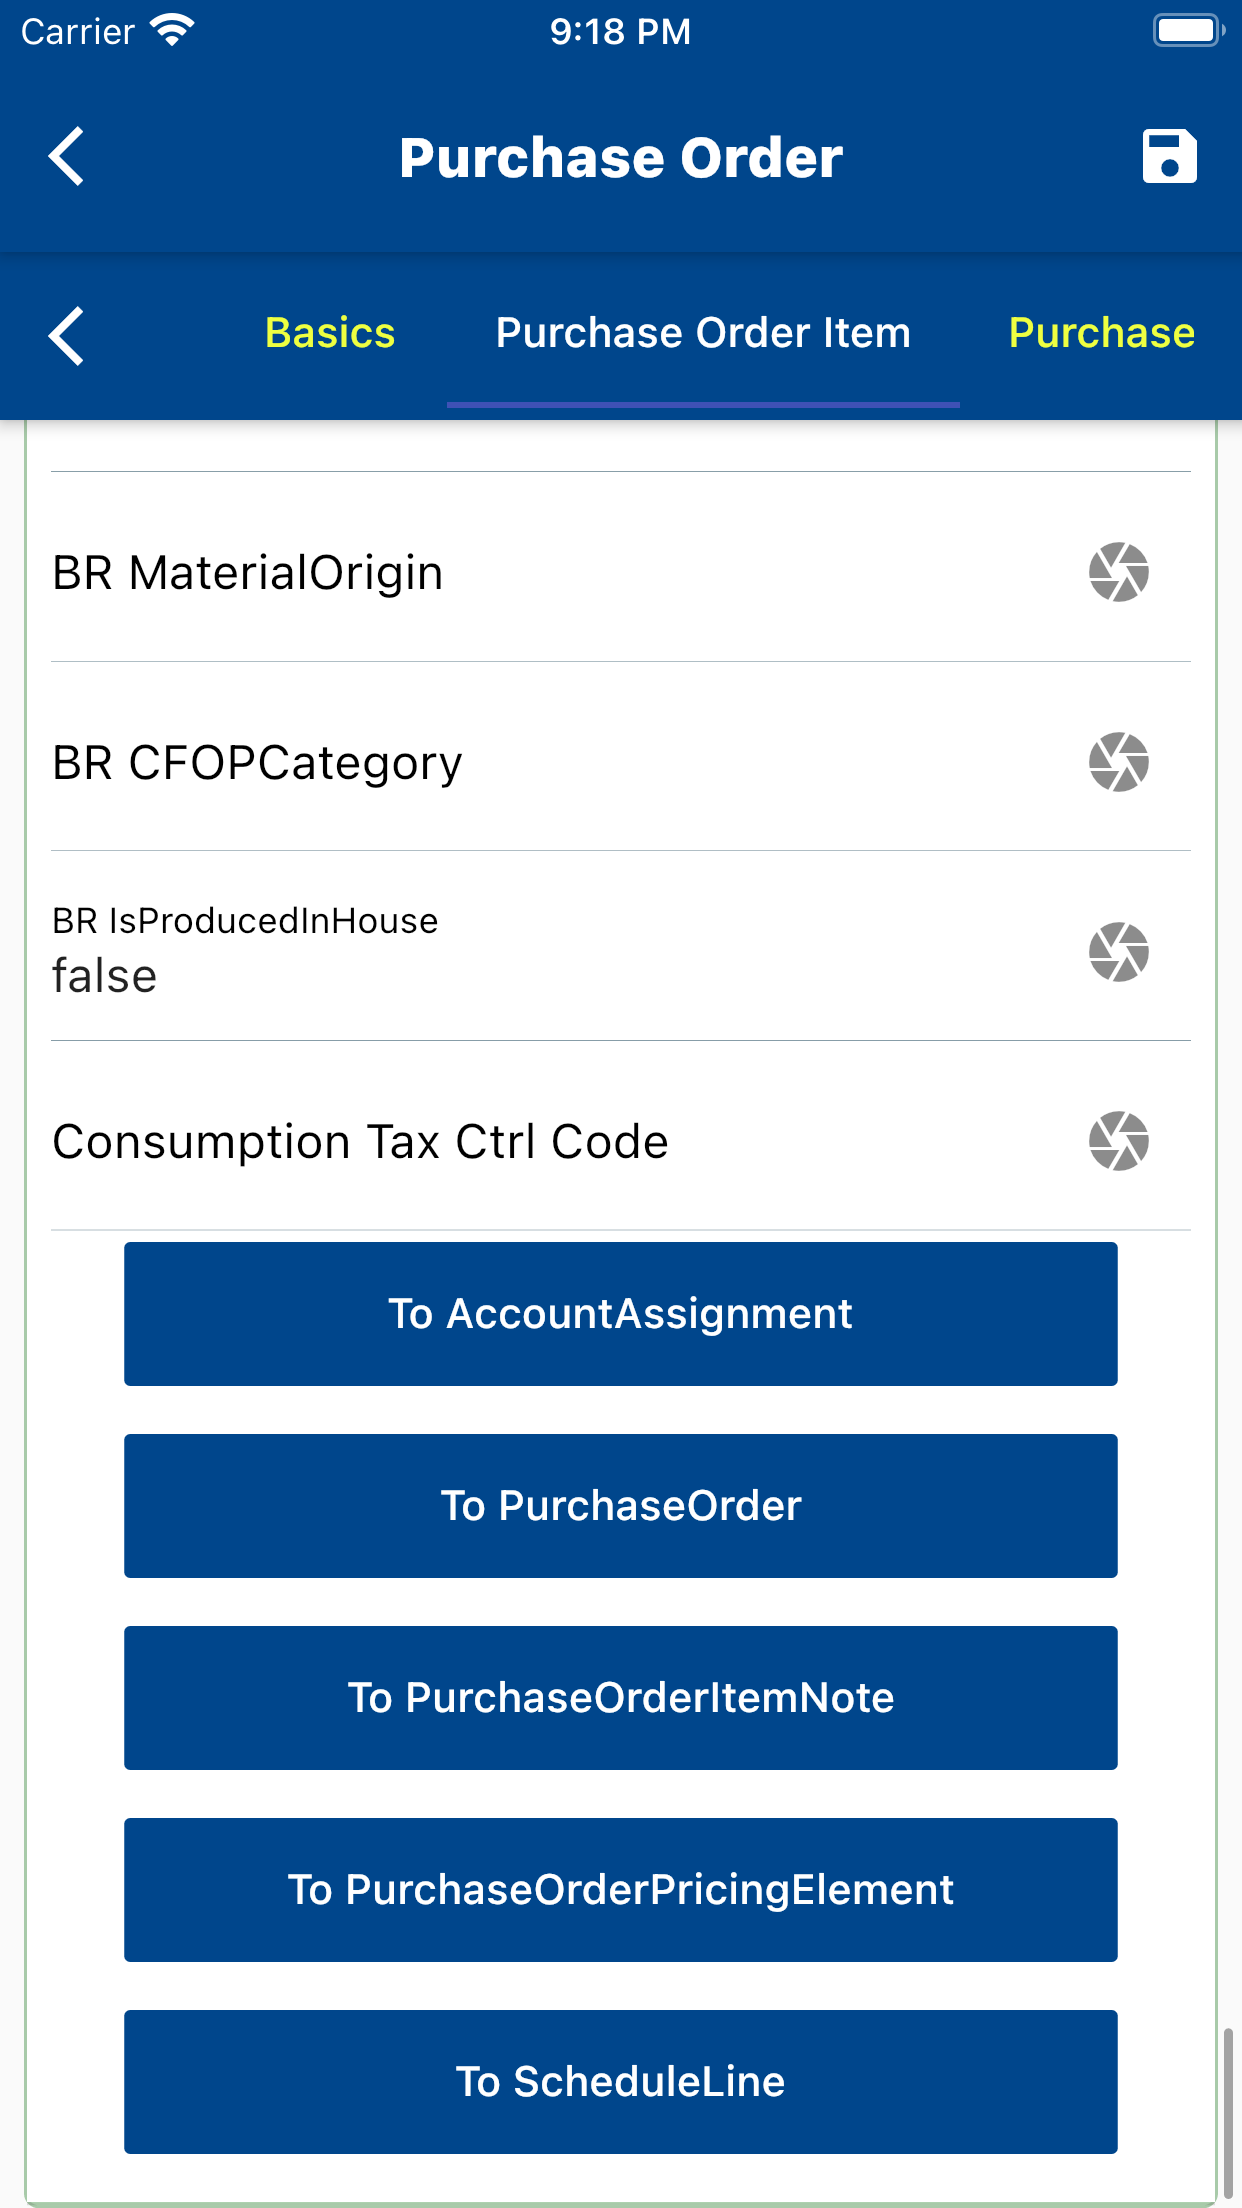 Carrier 9:18 PM
Purchase Order
Basics Purchase Order Item Purchase
BR MaterialOrigin
BR CFOPCategory
BR IsProducedInHouse
false
Consumption Tax Ctrl Code
To AccountAssignment
To PurchaseOrder
To PurchaseOrderItemNote
To PurchaseOrderPricingElement
To ScheduleLine